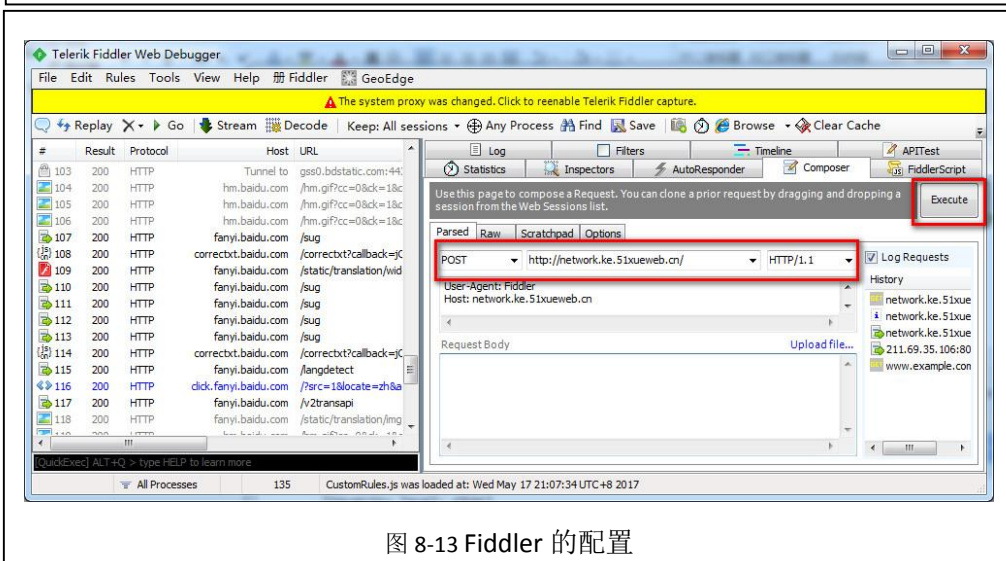 Telerik Fiddler Web Debugger
File Edit Rules Tools View Help 册 Fiddler GeoEdge
The system proxy was changed. Click to reenable Telerik Fiddler capture.
Replay Go Stream Decode Keep: All sessions Any Process Find Save Browse Clear Cache
# Result Protocol Host URL
103 200 HTTP Tunnel to gss0.bdstatic.com:44
104 200 HTTP hm.baidu.com /hm.gif?cc=0&ck=1&c
105 200 HTTP hm.baidu.com /hm.gif?cc=0&ck=1&c
106 200 HTTP hm.baidu.com /hm.gif?cc=0&ck=1&c
107 200 HTTP fanyi.baidu.com /sug
108 200 HTTP correctxt.baidu.com /correctxt?callback=jQ
109 200 HTTP fanyi.baidu.com /static/translation/wid
110 200 HTTP fanyi.baidu.com /sug
111 200 HTTP fanyi.baidu.com /sug
112 200 HTTP fanyi.baidu.com /sug
113 200 HTTP fanyi.baidu.com /sug
114 200 HTTP correctxt.baidu.com /correctxt?callback=jQ
115 200 HTTP fanyi.baidu.com /langdetect
116 200 HTTP click.fanyi.baidu.com /?src=1&locate=zh&a
117 200 HTTP fanyi.baidu.com /v2transapi
118 200 HTTP fanyi.baidu.com /static/translation/img
[QuickExec] ALT+Q > type HELP to learn more
Log Filters Timeline APITest
Statistics Inspectors AutoResponder Composer FiddlerScript
Use this page to compose a Request. You can clone a prior request by dragging and dropping a
session from the Web Sessions list.
Execute
Parsed Raw Scratchpad Options
POST http://network.ke.51xueweb.cn/ HTTP/1.1
User-Agent: Fiddler
Host: network.ke.51xueweb.cn
Request Body Upload file...
Log Requests
History
network.ke.51xue
network.ke.51xue
network.ke.51xue
211.69.35.106:80
www.example.con
All Processes 135 CustomRules.js was loaded at: Wed May 17 21:07:34 UTC+8 2017
图 8-13 Fiddler 的配置